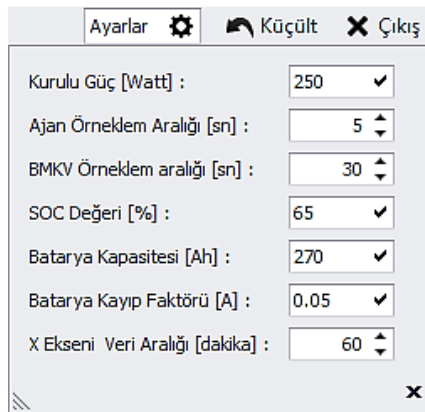 Ayarlar Küçült Çıkış
Kurulu Güç [Watt] : 250
Ajan Örneklem Aralığı [sn] : 5
BMKV Örneklem aralığı [sn] : 30
SOC Değeri [%] : 65
Batarya Kapasitesi [Ah] : 270
Batarya Kayıp Faktörü [A] : 0.05
X Ekseni Veri Aralığı [dakika] : 60